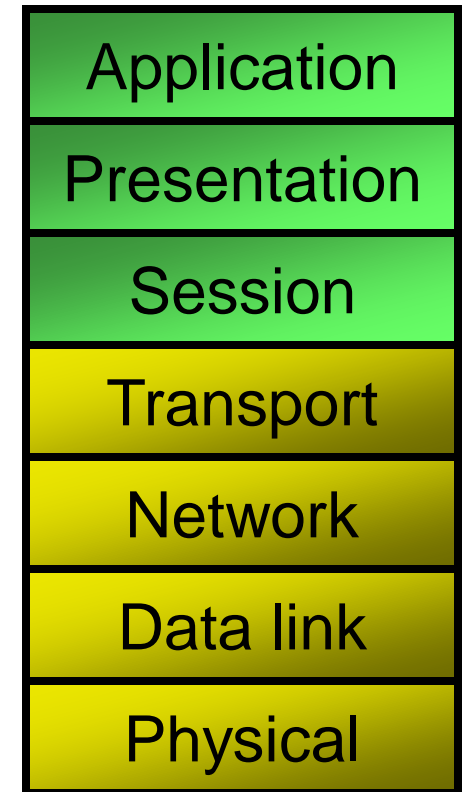 Application
Presentation
Session
Transport
Network
Data link
Physical